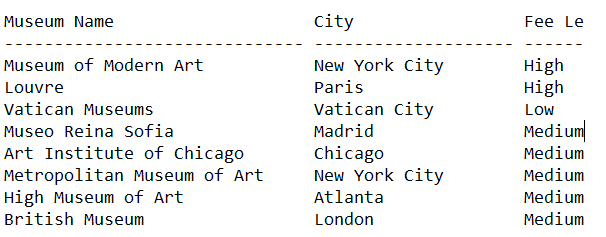 Museum Name                    City                 Fee Le
------------------------------ -------------------- ------
Museum of Modern Art           New York City        High
Louvre                         Paris                High
Vatican Museums                Vatican City         Low
Museo Reina Sofia              Madrid               Medium
Art Institute of Chicago       Chicago              Medium
Metropolitan Museum of Art     New York City        Medium
High Museum of Art             Atlanta              Medium
British Museum                 London               Medium